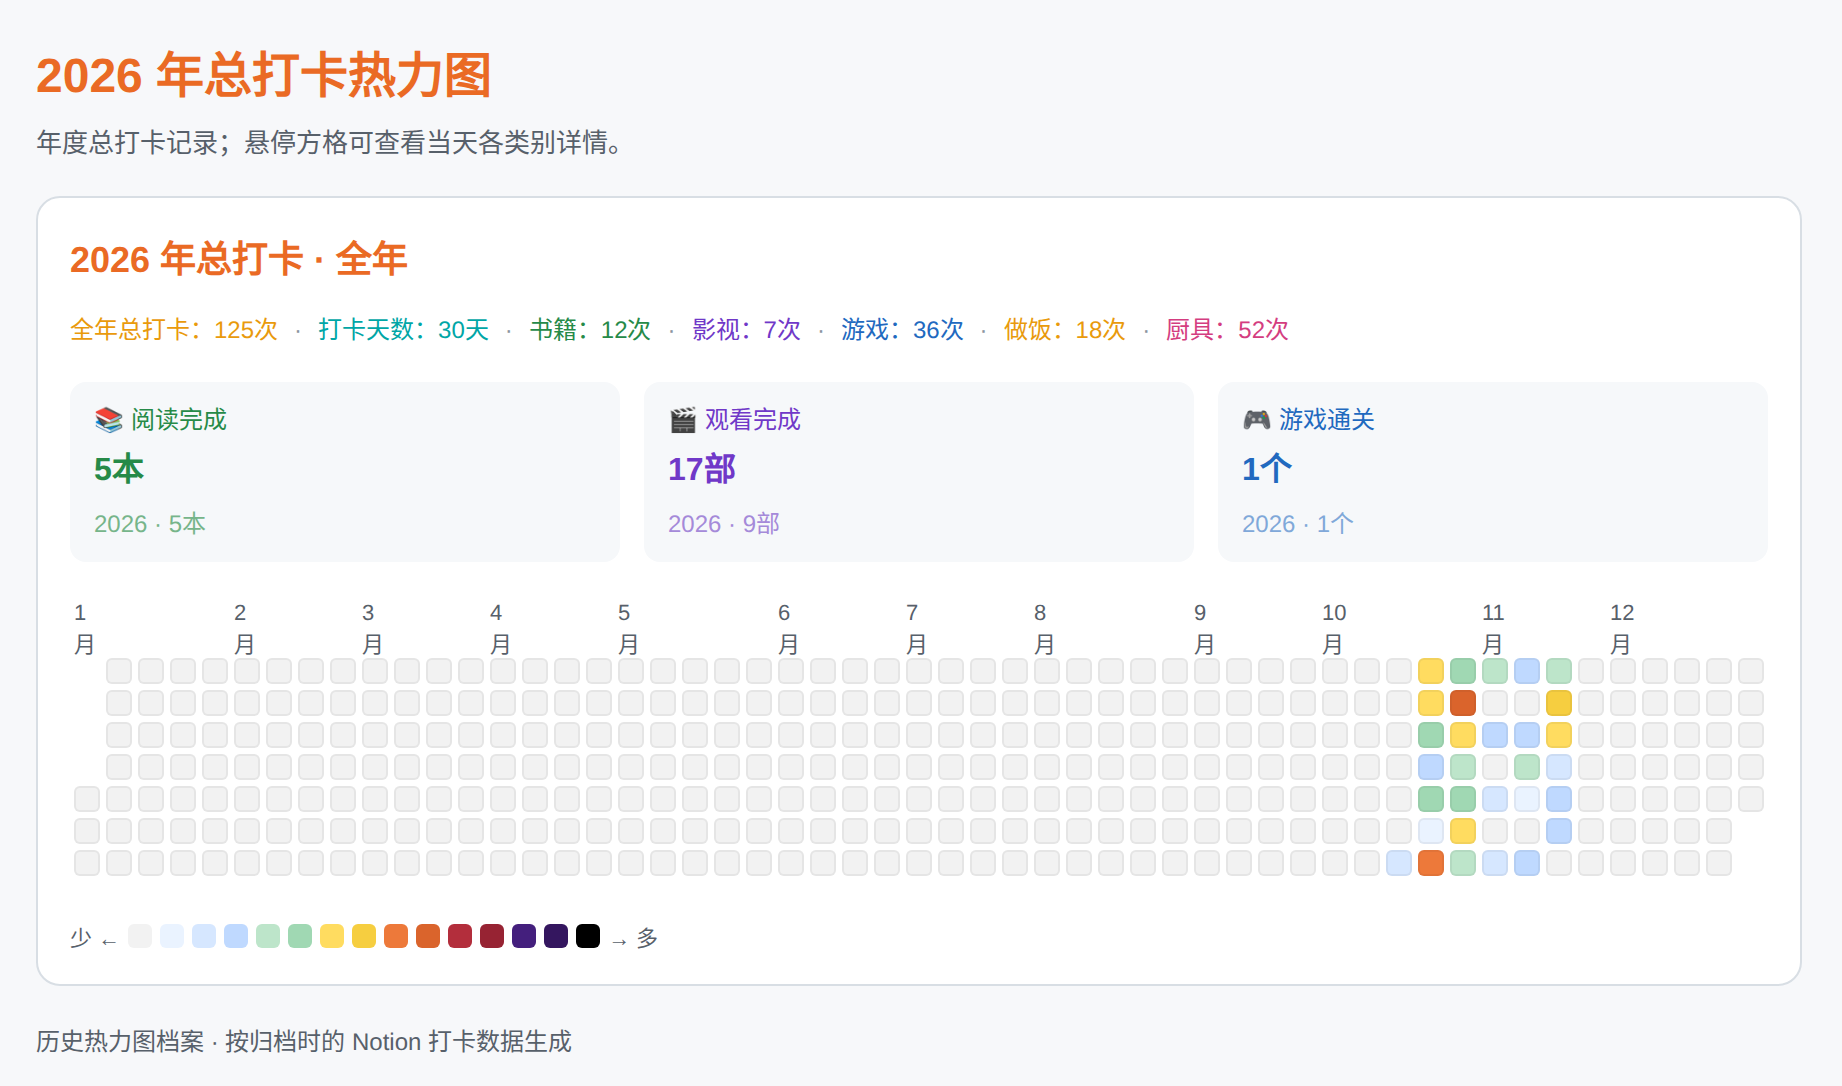 2026 年总打卡热力图
年度总打卡记录；悬停方格可查看当天各类别详情。
2026 年总打卡 · 全年
全年总打卡：125次 · 打卡天数：30天 · 书籍：12次 · 影视：7次 · 游戏：36次 · 做饭：18次 · 厨具：52次
📚 阅读完成
5本
2026 · 5本
🎬 观看完成
17部
2026 · 9部
🎮 游戏通关
1个
2026 · 1个
1月 2月 3月 4月 5月 6月 7月 8月 9月 10月 11月 12月
少 ← → 多
历史热力图档案 · 按归档时的 Notion 打卡数据生成